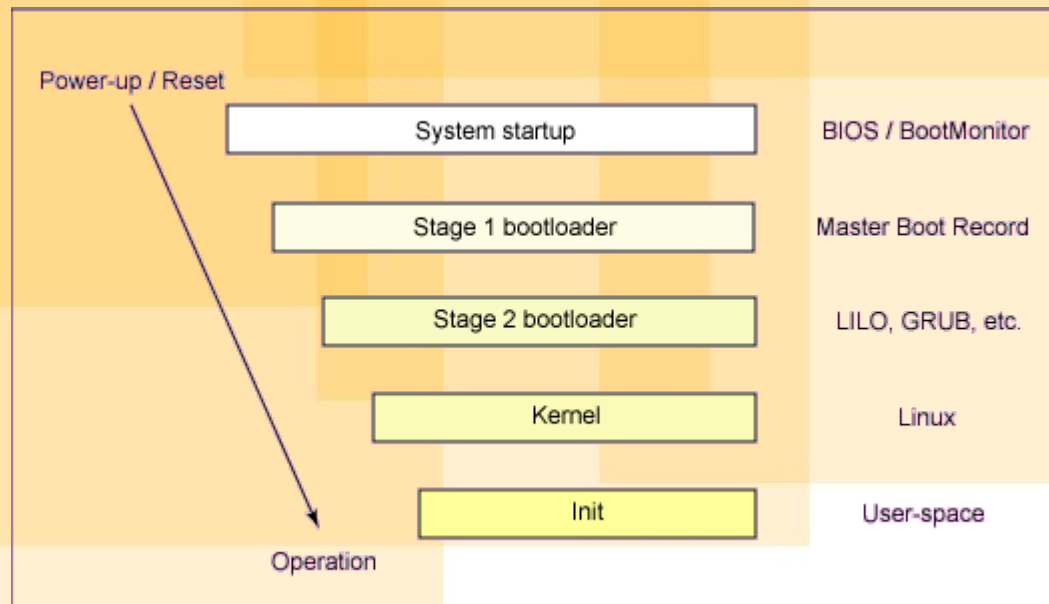 Power-up / Reset
System startup
BIOS / BootMonitor
Stage 1 bootloader
Master Boot Record
Stage 2 bootloader
LILO, GRUB, etc.
Kernel
Linux
Init
User-space
Operation